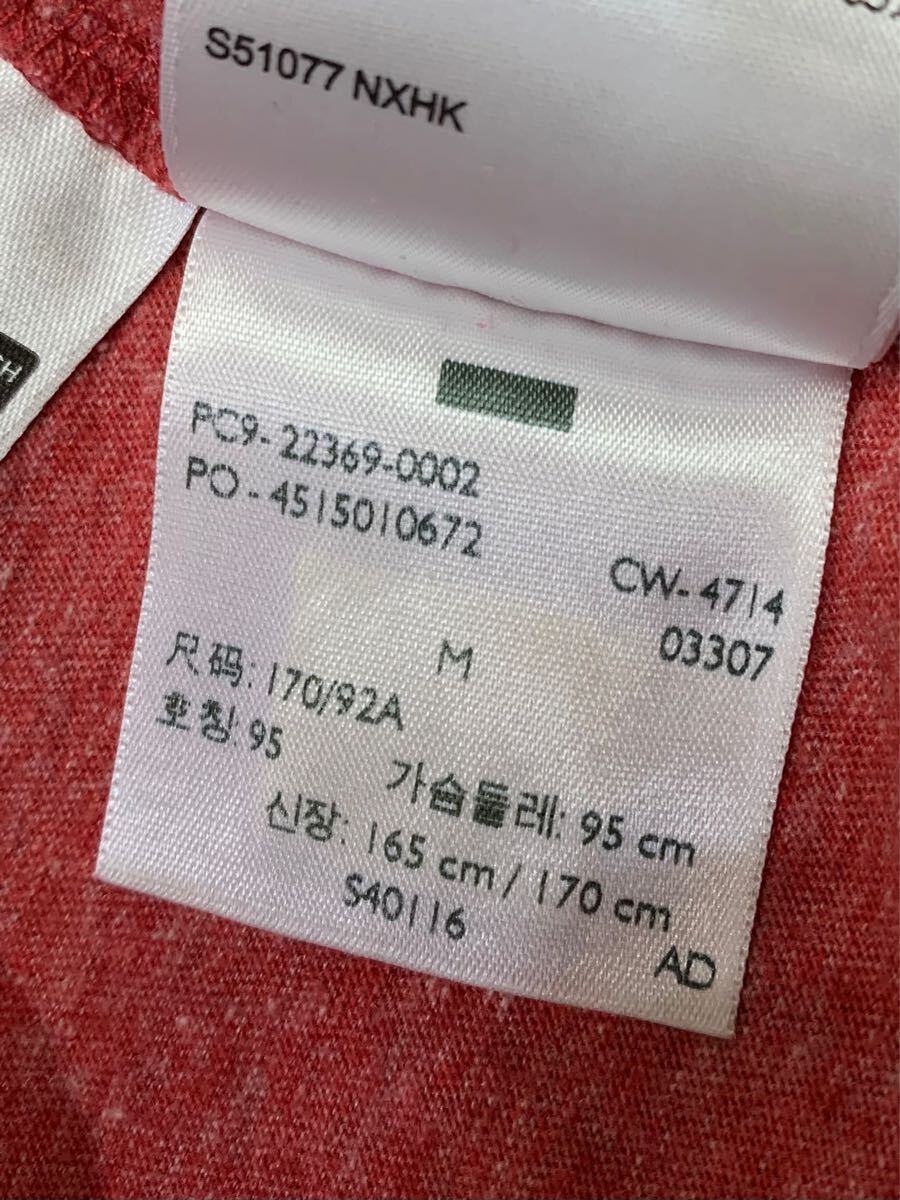 S51077 NXHK
PC9-22369-0002
PO-4515010672
CW-4714
03307
M
尺码: 170/92A
호칭: 95
가슴둘레: 95 cm
신장: 165 cm / 170 cm
S40116
AD